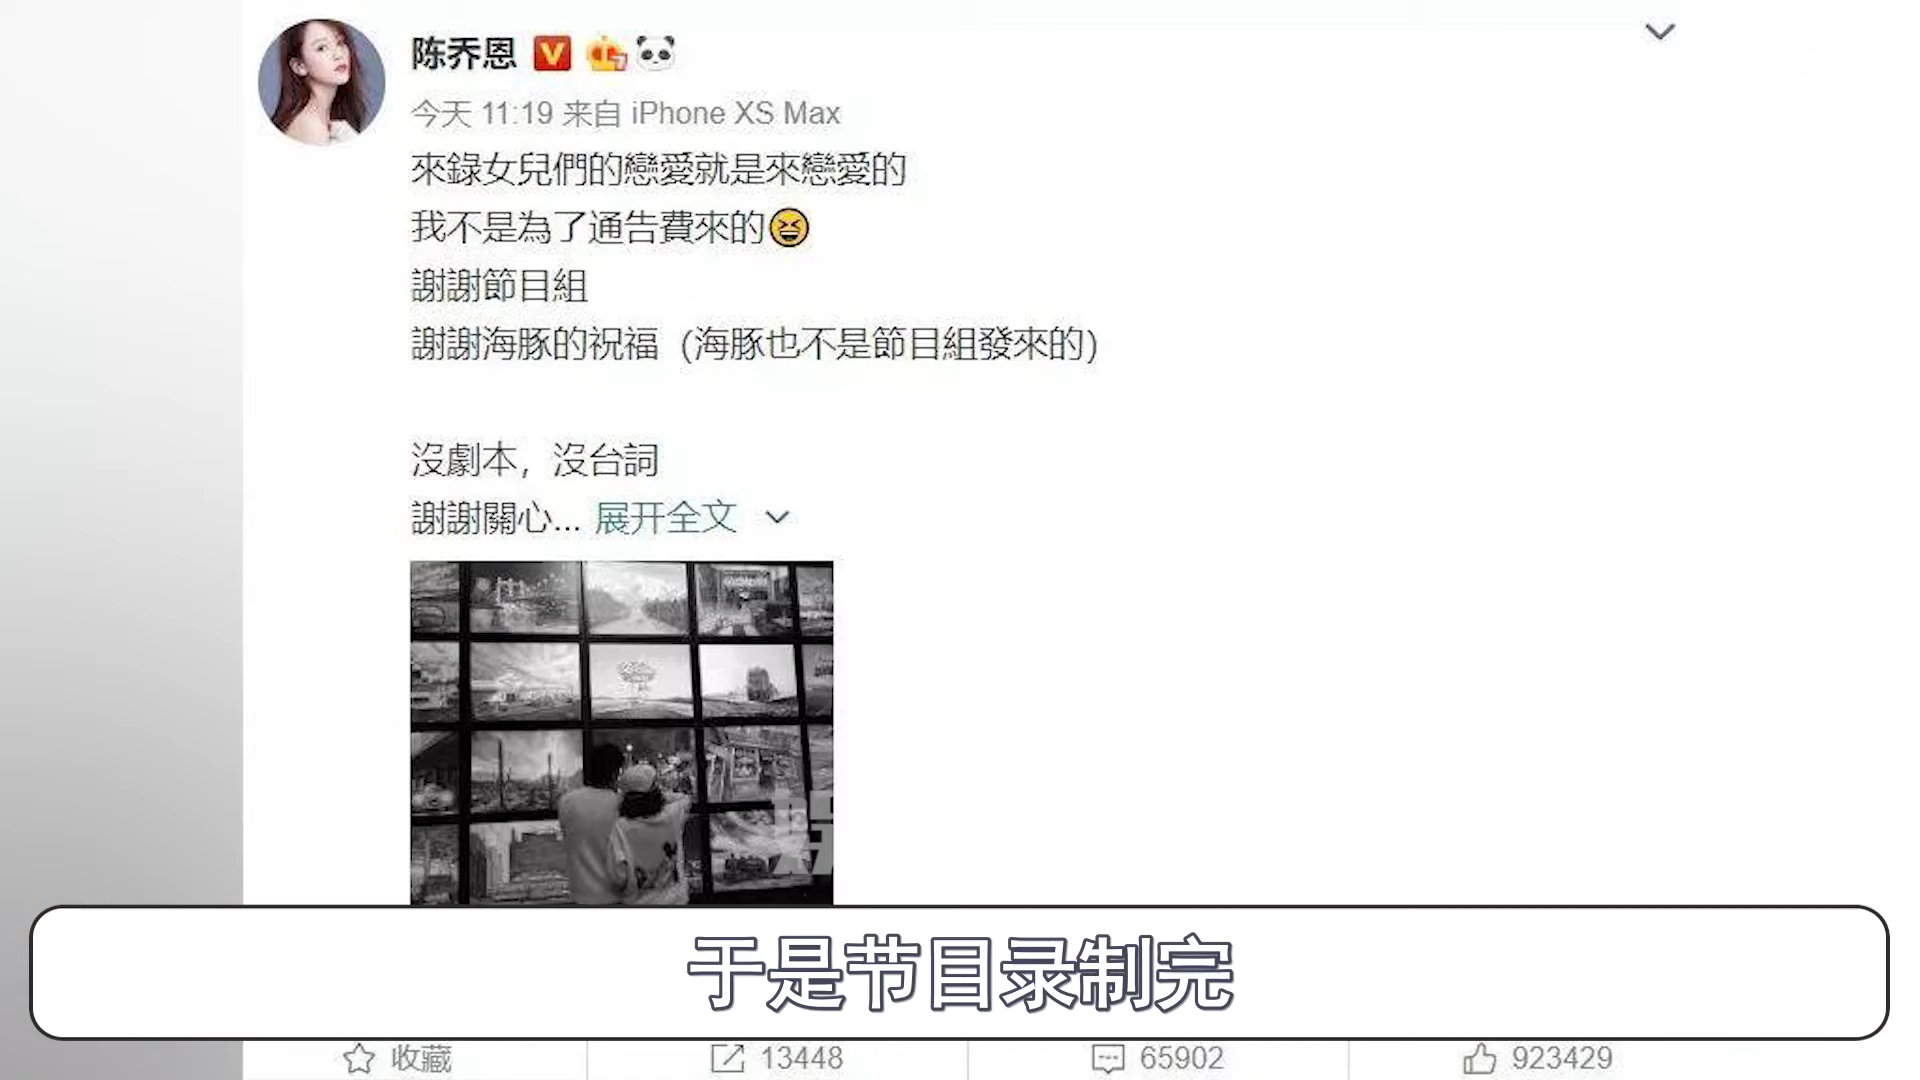 陈乔恩
今天 11:19 来自 iPhone XS Max
來錄女兒們的戀愛就是來戀愛的
我不是為了通告費來的
謝謝節目組
謝謝海豚的祝福（海豚也不是節目組發來的）
沒劇本，沒台詞
謝謝關心... 展开全文
于是节目录制完
收藏
13448
65902
923429